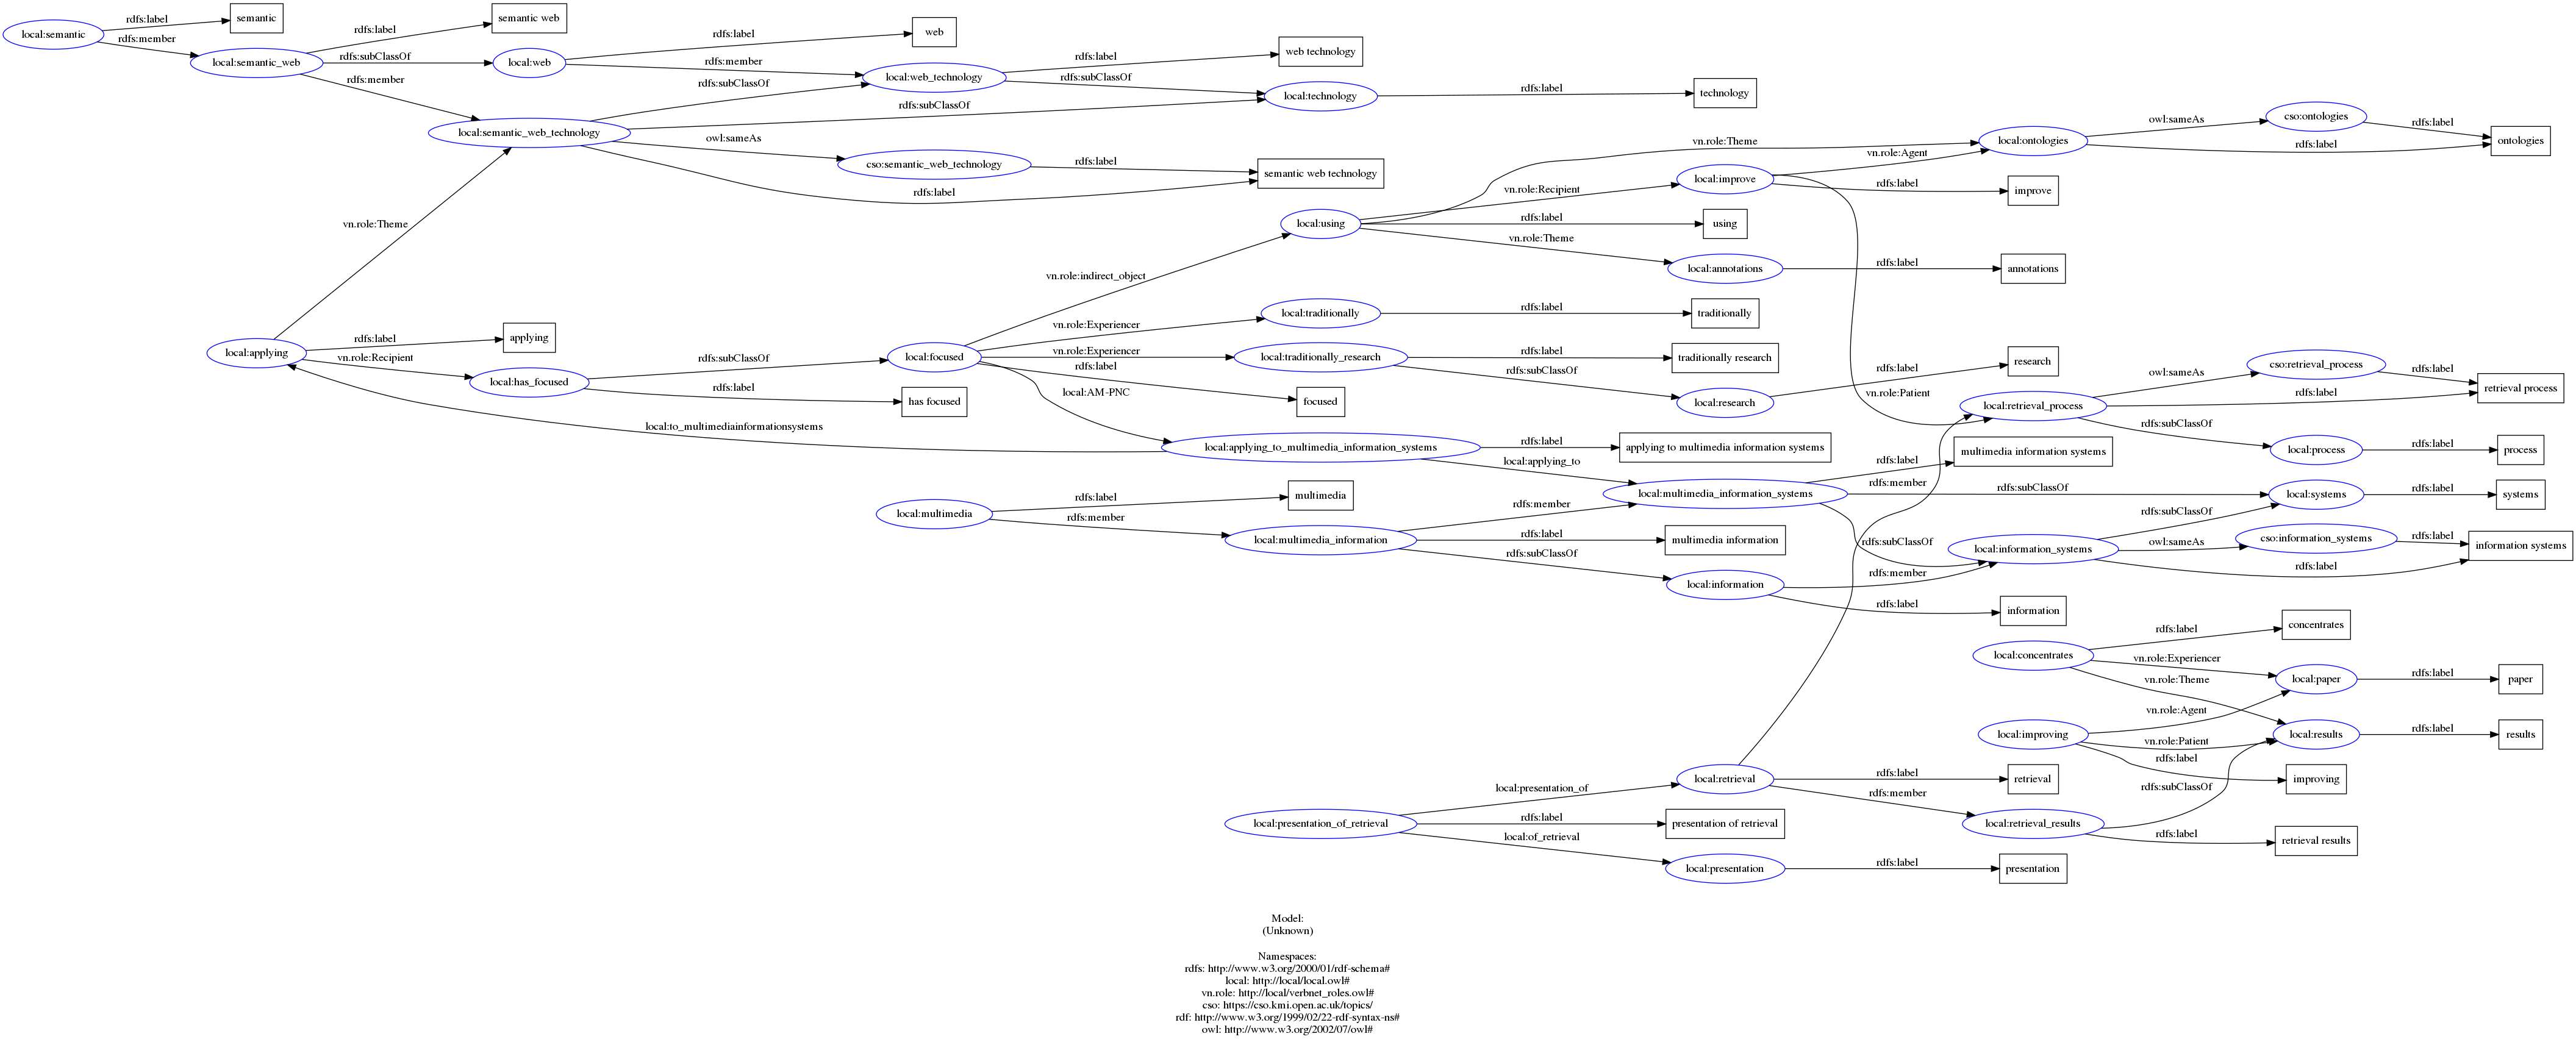 rdfs:label
semantic
local:semantic
rdfs:member
local:semantic_web
rdfs:label
semantic web
rdfs:subClassOf
local:web
rdfs:member
rdfs:label
web
rdfs:member
local:web_technology
rdfs:label
web technology
rdfs:subClassOf
rdfs:subClassOf
local:technology
rdfs:label
technology
local:semantic_web_technology
rdfs:subClassOf
owl:sameAs
cso:semantic_web_technology
rdfs:label
semantic web technology
rdfs:label
vn.role:Theme
local:applying
rdfs:label
applying
vn.role:Recipient
local:has_focused
rdfs:subClassOf
rdfs:label
has focused
local:focused
vn.role:indirect_object
local:using
vn.role:Theme
vn.role:Recipient
rdfs:label
using
vn.role:Theme
local:annotations
rdfs:label
annotations
local:improve
vn.role:Agent
rdfs:label
improve
vn.role:Patient
local:ontologies
owl:sameAs
cso:ontologies
rdfs:label
rdfs:label
ontologies
vn.role:Experiencer
local:traditionally
rdfs:label
traditionally
vn.role:Experiencer
local:traditionally_research
rdfs:label
traditionally research
rdfs:subClassOf
local:research
rdfs:label
research
rdfs:label
focused
local:AM-PNC
local:to_multimediainformationsystems
local:applying_to_multimedia_information_systems
rdfs:label
applying to multimedia information systems
local:applying_to
local:retrieval_process
owl:sameAs
cso:retrieval_process
rdfs:label
rdfs:label
retrieval process
rdfs:subClassOf
local:process
rdfs:label
process
local:multimedia
rdfs:label
multimedia
rdfs:member
local:multimedia_information
rdfs:member
rdfs:label
multimedia information
rdfs:subClassOf
local:multimedia_information_systems
rdfs:label
multimedia information systems
rdfs:member
rdfs:subClassOf
local:systems
rdfs:label
systems
rdfs:subClassOf
local:information_systems
rdfs:subClassOf
owl:sameAs
cso:information_systems
rdfs:label
rdfs:label
information systems
local:information
rdfs:member
rdfs:label
information
local:concentrates
rdfs:label
concentrates
vn.role:Experiencer
local:paper
rdfs:label
paper
vn.role:Theme
vn.role:Agent
local:improving
vn.role:Patient
local:results
rdfs:label
results
rdfs:label
improving
local:presentation_of_retrieval
local:presentation_of
local:retrieval
rdfs:label
retrieval
rdfs:member
local:retrieval_results
rdfs:subClassOf
rdfs:label
retrieval results
rdfs:label
presentation of retrieval
local:of_retrieval
local:presentation
rdfs:label
presentation
Model:
(Unknown)
Namespaces:
rdfs: http://www.w3.org/2000/01/rdf-schema#
local: http://local/local.owl#
vn.role: http://local/verbnet_roles.owl#
cso: https://cso.kmi.open.ac.uk/topics/
rdf: http://www.w3.org/1999/02/22-rdf-syntax-ns#
owl: http://www.w3.org/2002/07/owl#